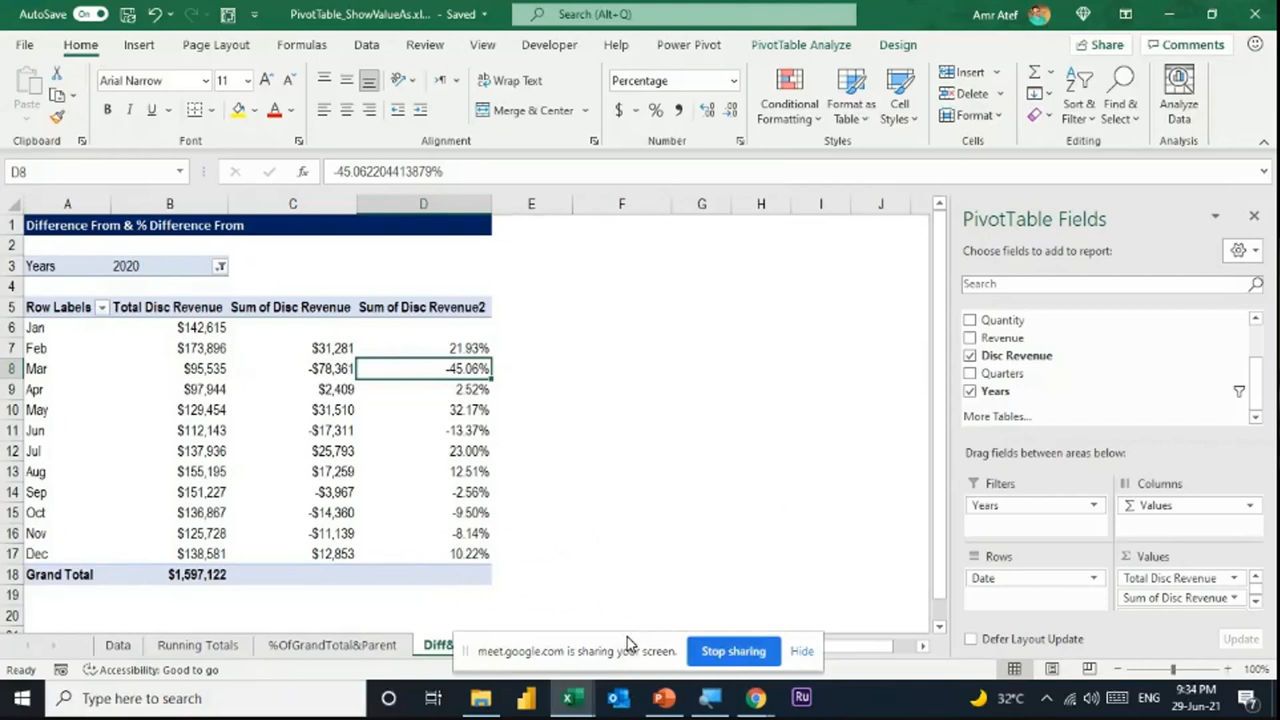 AutoSave On PivotTable_ShowValueAs.xl... - Saved Search (Alt+Q) Amr Atef
File Home Insert Page Layout Formulas Data Review View Developer Help Power Pivot PivotTable Analyze Design Share Comments
Paste Arial Narrow 11 Wrap Text Percentage Conditional Formatting Format as Table Cell Styles Insert Sort & Filter Find & Select Analyze Data
B I U A Merge & Center $ % Delete
Format
Clipboard Font Alignment Number Styles Cells Editing Analysis
D8 fx -45.062204413879%
A B C D E F G H I J
1 Difference From & % Difference From
2
3 Years 2020
4
5 Row Labels Total Disc Revenue Sum of Disc Revenue Sum of Disc Revenue2
6 Jan $142,615
7 Feb $173,896 $31,281 21.93%
8 Mar $95,535 -$78,361 -45.06%
9 Apr $97,944 $2,409 2.52%
10 May $129,454 $31,510 32.17%
11 Jun $112,143 -$17,311 -13.37%
12 Jul $137,936 $25,793 23.00%
13 Aug $155,195 $17,259 12.51%
14 Sep $151,227 -$3,967 -2.56%
15 Oct $136,867 -$14,360 -9.50%
16 Nov $125,728 -$11,139 -8.14%
17 Dec $138,581 $12,853 10.22%
18 Grand Total $1,597,122
19
20
PivotTable Fields
Choose fields to add to report:
Search
Quantity
Revenue
Disc Revenue
Quarters
Years
More Tables...
Drag fields between areas below:
Filters Columns
Years Σ Values
Rows Σ Values
Date Total Disc Revenue
Sum of Disc Revenue
Defer Layout Update Update
Data Running Totals %OfGrandTotal&Parent Diff&
meet.google.com is sharing your screen. Stop sharing Hide
Ready Accessibility: Good to go 100%
Type here to search Ru 32°C ENG 9:34 PM
29-Jun-21 7